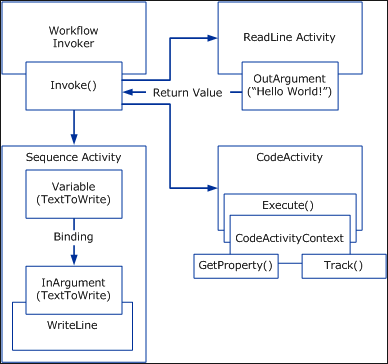 Workflow
Invoker
Invoke()
ReadLine Activity
OutArgument
("Hello World!")
Return Value
Sequence Activity
Variable
(TextToWrite)
Binding
InArgument
(TextToWrite)
WriteLine
CodeActivity
Execute()
CodeActivityContext
GetProperty()
Track()